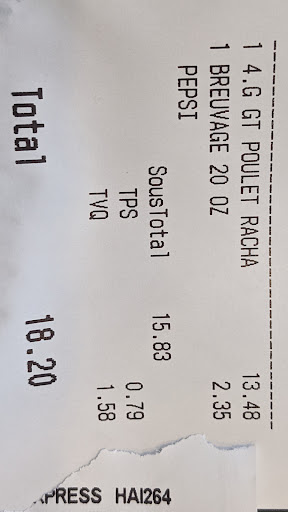 1 4.G GT POULET RACHA 13.48
1 BREUVAGE 20 OZ 2.35
PEPSI
SousTotal 15.83
TPS 0.79
TVQ 1.58
Total 18.20
XPRESS HAI264